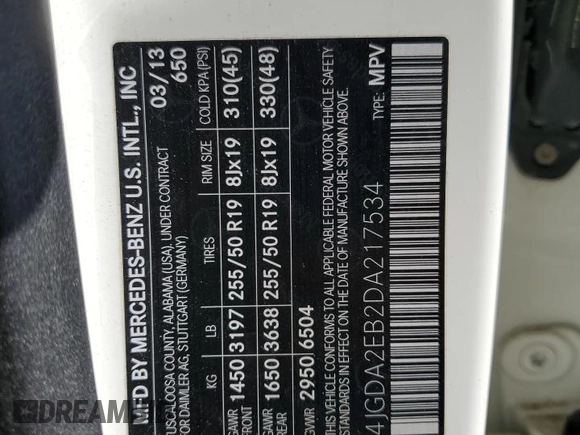 MFD BY MERCEDES-BENZ U.S. INTL., INC
TUSCALOOSA COUNTY, ALABAMA (USA), UNDER CONTRACT 03/13
FOR DAIMLER AG, STUTTGART (GERMANY) 650
KG LB TIRES RIM SIZE COLD KPA(PSI)
GAWR 1450 3197 255/50 R19 8Jx19 310(45)
GAWR REAR 1650 3638 255/50 R19 8Jx19 330(48)
GVWR 2950 6504
THIS VEHICLE CONFORMS TO ALL APPLICABLE FEDERAL MOTOR VEHICLE SAFETY
STANDARDS IN EFFECT ON THE DATE OF MANUFACTURE SHOWN ABOVE.
4JGDA2EB2DA217534 TYPE: MPV